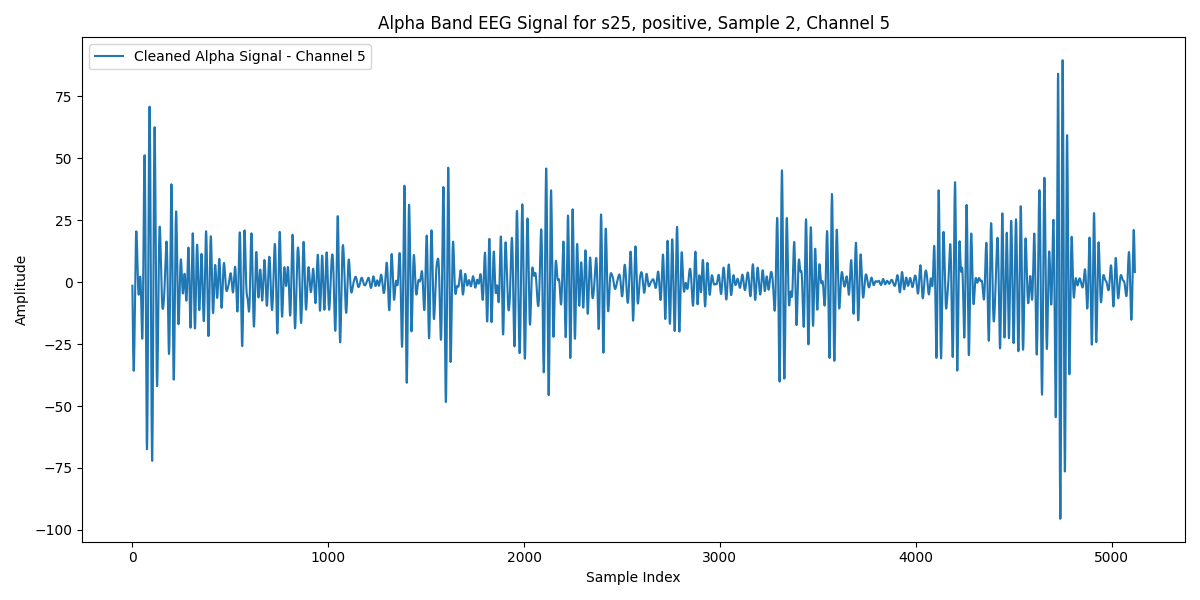 Alpha Band EEG Signal for s25, positive, Sample 2, Channel 5
Cleaned Alpha Signal - Channel 5
Amplitude
75
50
25
0
−25
−50
−75
−100
0 1000 2000 3000 4000 5000
Sample Index